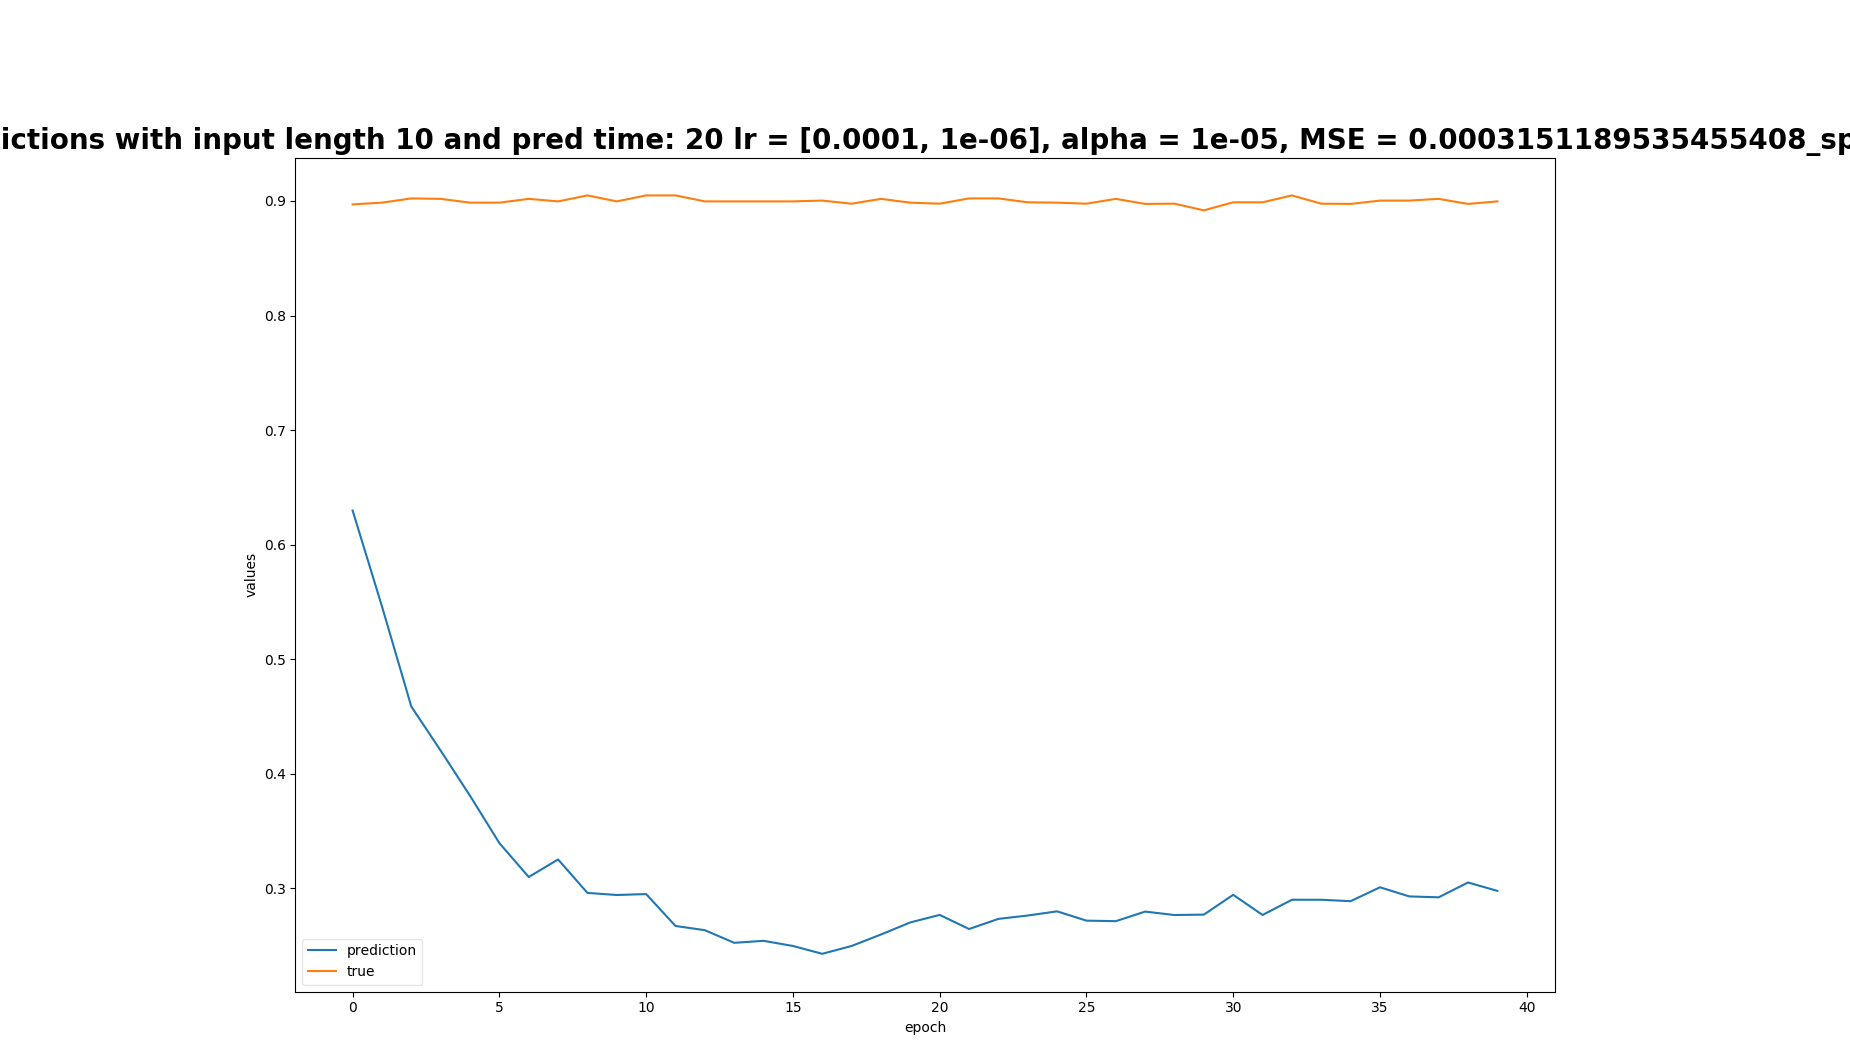 ictions with input length 10 and pred time: 20 lr = [0.0001, 1e-06], alpha = 1e-05, MSE = 0.0003151189535455408_sp
0.9
0.8
0.7
0.6
0.5
0.4
0.3
values
prediction
true
0 5 10 15 20 25 30 35 40
epoch